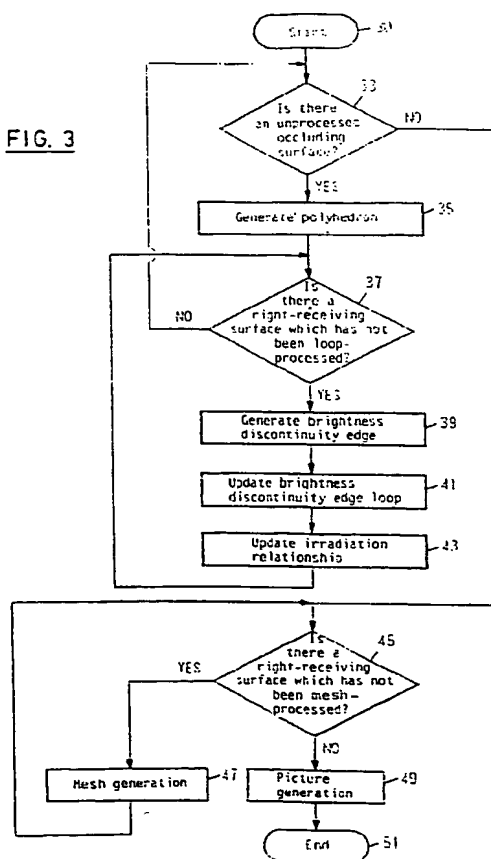 FIG. 3
Start
30
33
Is there
an unprocessed
occluding
surface?
NO
YES
Generate polyhedron
35
37
Is
there a
right-receiving
surface which has not
been loop-
processed?
NO
YES
Generate brightness
discontinuity edge
39
Update brightness
discontinuity edge loop
41
Update irradiation
relationship
43
45
Is
there a
right-receiving
surface which has not
been mesh-
processed?
YES
NO
Mesh generation
47
Picture
generation
49
End
51